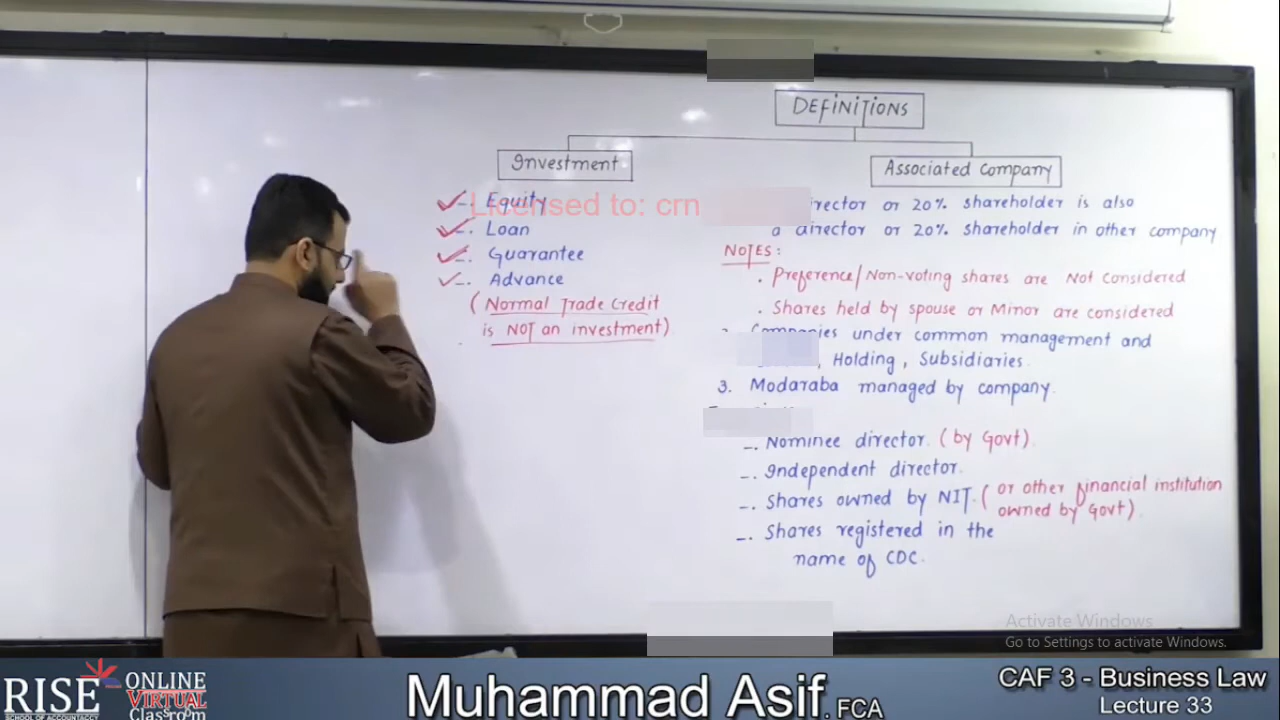 DEFINITIONS
Investment
Associated Company
Equity
Loan
Guarantee
Advance
(Normal Trade Credit
is NOT an investment)
Licensed to: crn
or 20% shareholder is also
a director or 20% shareholder in other company
NOTES:
. Preference/Non-voting shares are Not Considered
. Shares held by spouse or Minor are considered
under common management and
, Holding, Subsidiaries.
3. Modaraba managed by company.
-. Nominee director. (by Govt).
-. Independent director.
-. Shares owned by NIT. (or other financial institution
owned by Govt).
-. Shares registered in the
name of CDC.
Activate Windows
Go to Settings to activate Windows.
RISE
SCHOOL OF ACCOUNTANCY
ONLINE
VIRTUAL
Classroom
Muhammad Asif, FCA
CAF 3 - Business Law
Lecture 33